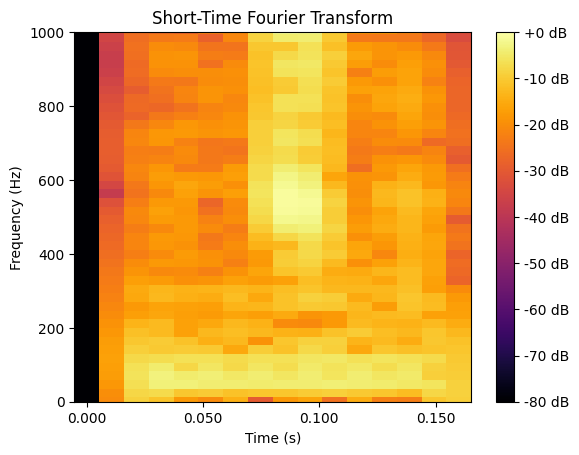 Short-Time Fourier Transform
1000
800
600
400
200
0
Frequency (Hz)
0.000
0.050
0.100
0.150
Time (s)
+0 dB
-10 dB
-20 dB
-30 dB
-40 dB
-50 dB
-60 dB
-70 dB
-80 dB